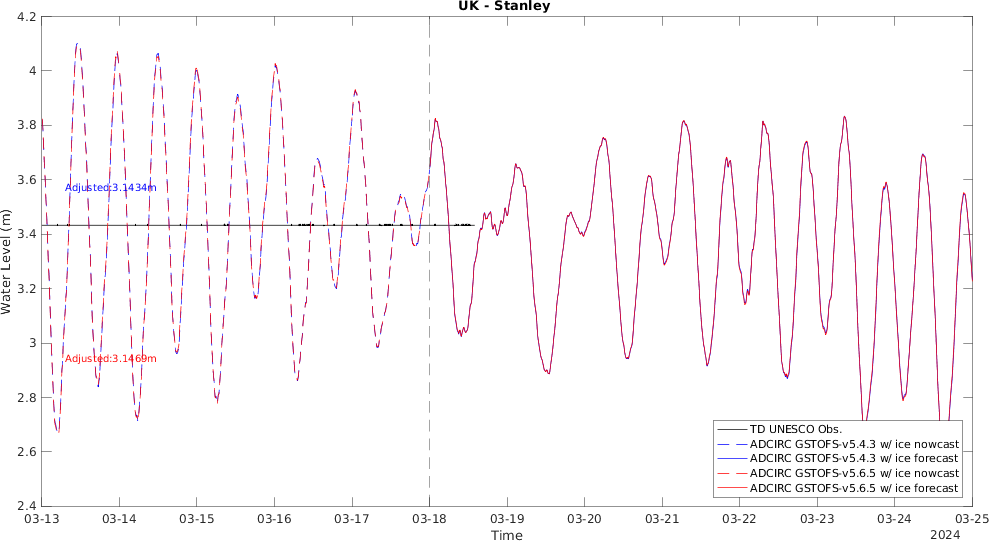 UK - Stanley
4.2
4
3.8
3.6
3.4
3.2
3
2.8
2.6
2.4
Water Level (m)
Adjusted:3.1434m
Adjusted:3.1469m
TD UNESCO Obs.
ADCIRC GSTOFS-v5.4.3 w/ ice nowcast
ADCIRC GSTOFS-v5.4.3 w/ ice forecast
ADCIRC GSTOFS-v5.6.5 w/ ice nowcast
ADCIRC GSTOFS-v5.6.5 w/ ice forecast
03-13 03-14 03-15 03-16 03-17 03-18 03-19 03-20 03-21 03-22 03-23 03-24 03-25
Time
2024